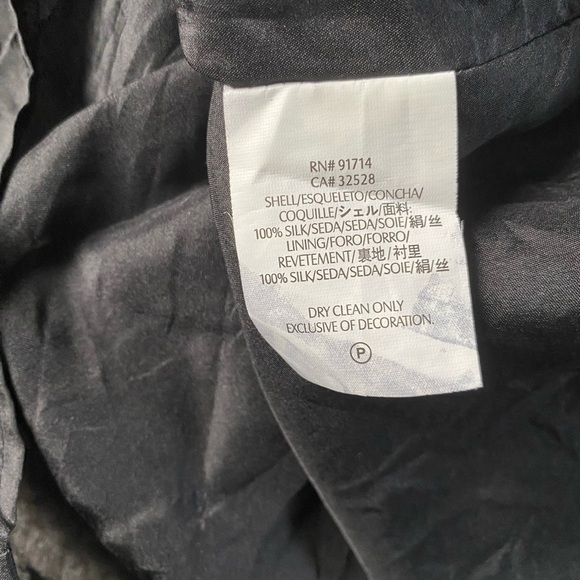 RN# 91714
CA# 32528
SHELL/ESQUELETO/CONCHA/
COQUILLE/シェル/面料:
100% SILK/SEDA/SEDA/SOIE/絹/丝
LINING/FORO/FORRO/
REVETEMENT/裏地/衬里
100% SILK/SEDA/SEDA/SOIE/絹/丝
DRY CLEAN ONLY
EXCLUSIVE OF DECORATION.
P